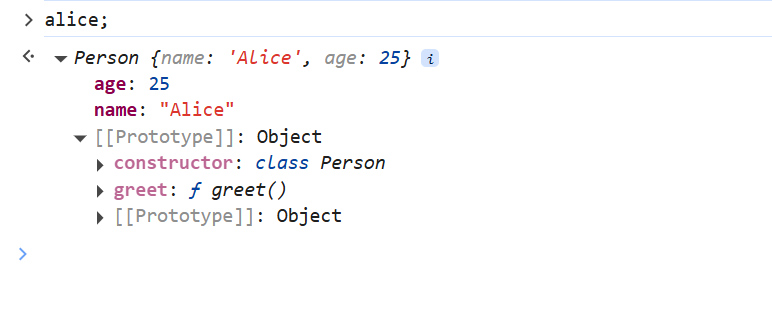 > alice;
Person {name: 'Alice', age: 25} i
age: 25
name: "Alice"
[[Prototype]]: Object
constructor: class Person
greet: ƒ greet()
[[Prototype]]: Object
>